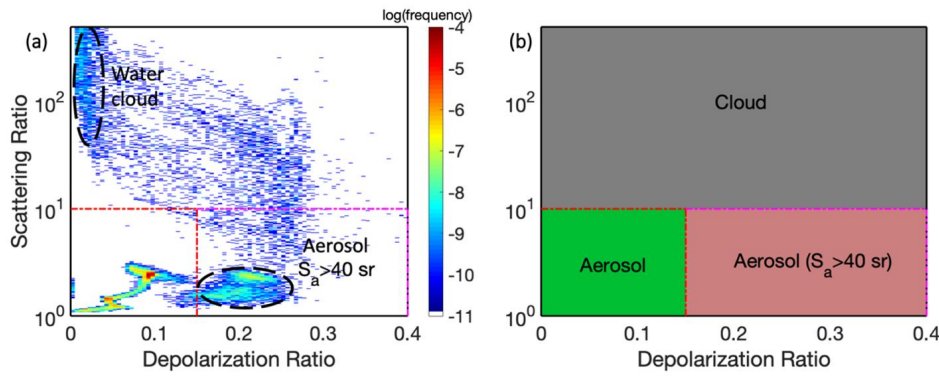 log(frequency)
(a)
Water
cloud
Aerosol
S_a>40 sr
Scattering Ratio
10^2
10^1
10^0
0
0.1
0.2
0.3
0.4
Depolarization Ratio
-4
-5
-6
-7
-8
-9
-10
-11
(b)
Cloud
Aerosol
Aerosol (S_a>40 sr)
10^2
10^1
10^0
0
0.1
0.2
0.3
0.4
Depolarization Ratio